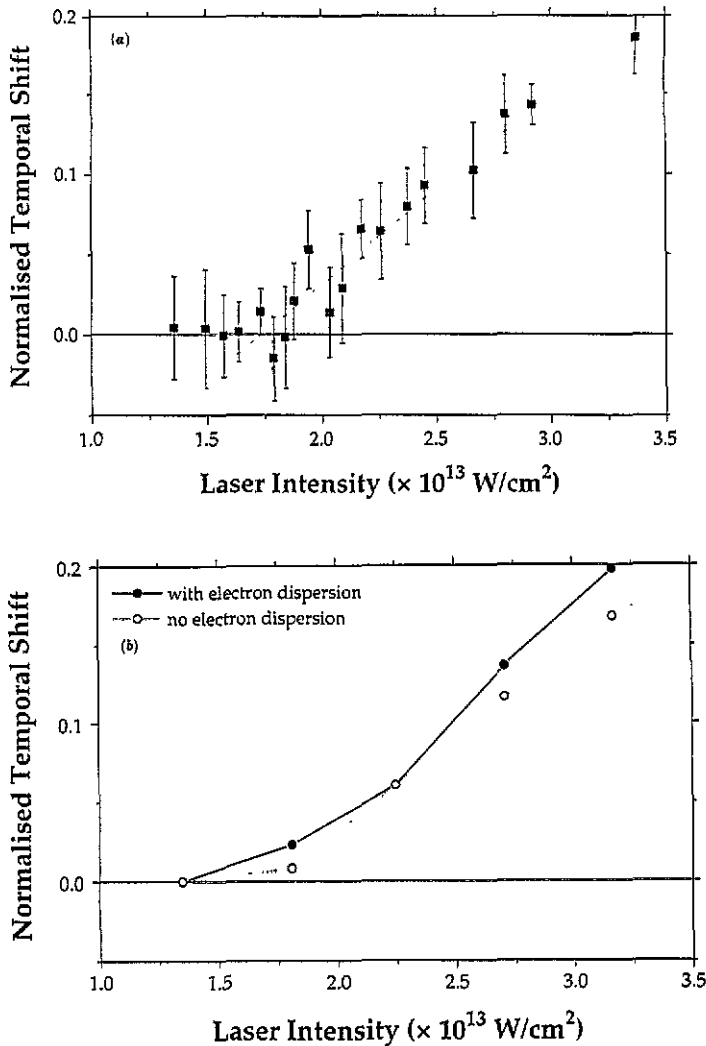 0.2
(a)
0.1
0.0
Normalised Temporal Shift
1.0 1.5 2.0 2.5 3.0 3.5
Laser Intensity (× 10¹³ W/cm²)
0.2
with electron dispersion
no electron dispersion
(b)
0.1
0.0
Normalised Temporal Shift
1.0 1.5 2.0 2.5 3.0 3.5
Laser Intensity (× 10¹³ W/cm²)